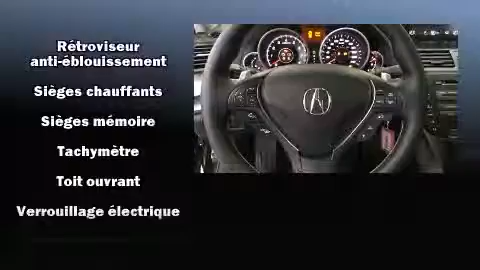 Rétroviseur
anti-éblouissement
Sièges chauffants
Sièges mémoire
Tachymètre
Toit ouvrant
Verrouillage électrique